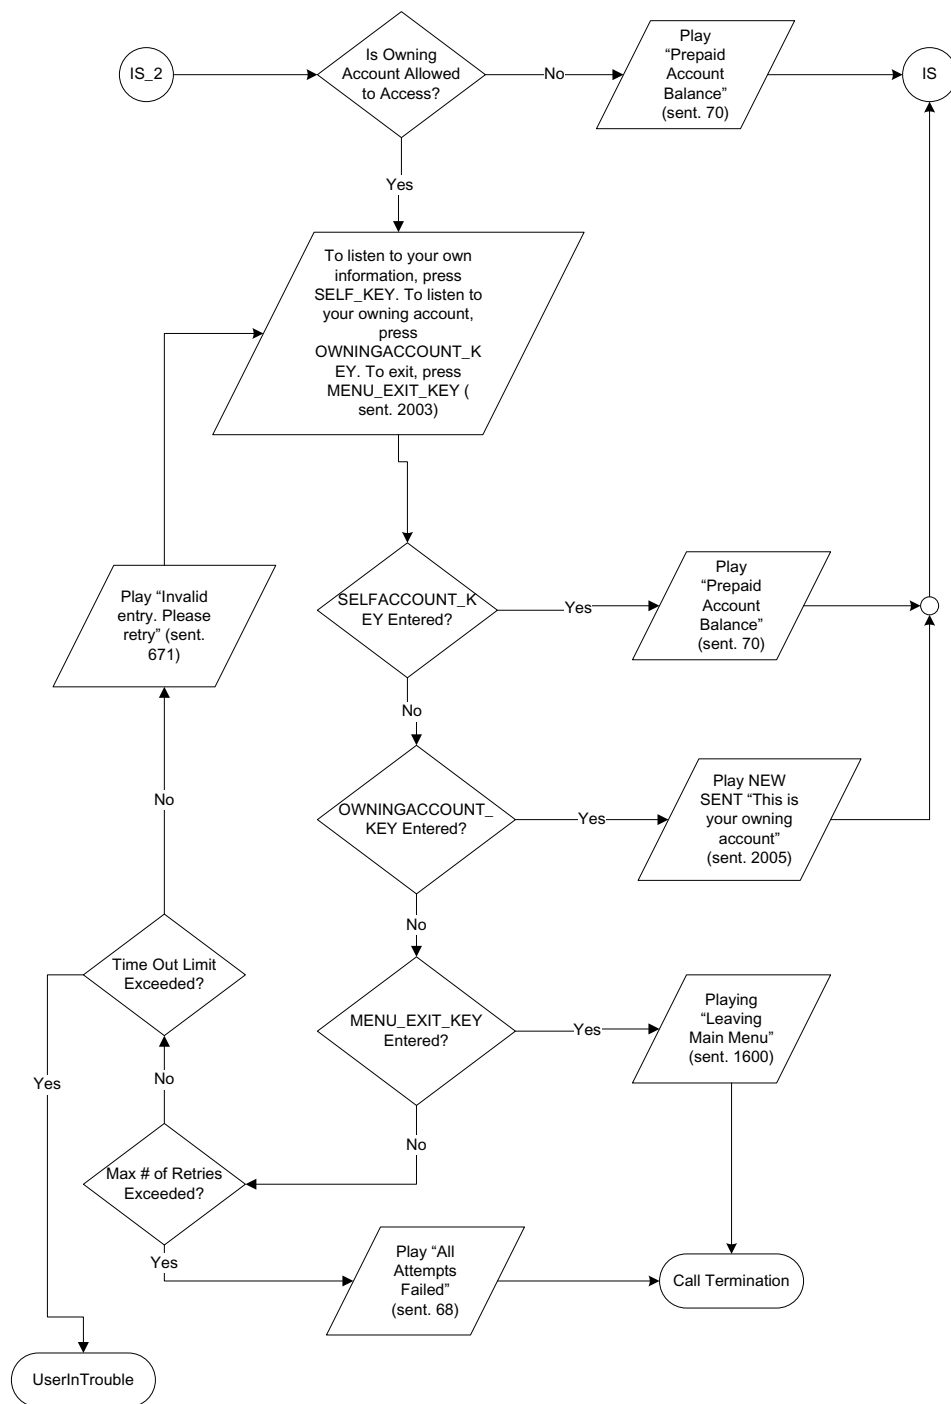 IS_2
Is Owning
Account Allowed
to Access?
No
Play
“Prepaid
Account
Balance”
(sent. 70)
IS
Yes
To listen to your own
information, press
SELF_KEY. To listen to
your owning account,
press
OWNINGACCOUNT_K
EY. To exit, press
MENU_EXIT_KEY (
sent. 2003)
Play “Invalid
entry. Please
retry” (sent.
671)
SELFACCOUNT_K
EY Entered?
Yes
Play
“Prepaid
Account
Balance”
(sent. 70)
No
OWNINGACCOUNT_
KEY Entered?
Yes
Play NEW
SENT “This is
your owning
account”
(sent. 2005)
No
No
Time Out Limit
Exceeded?
MENU_EXIT_KEY
Entered?
Yes
Playing
“Leaving
Main Menu”
(sent. 1600)
Yes
No
No
Max # of Retries
Exceeded?
Yes
Play “All
Attempts
Failed”
(sent. 68)
Call Termination
UserInTrouble